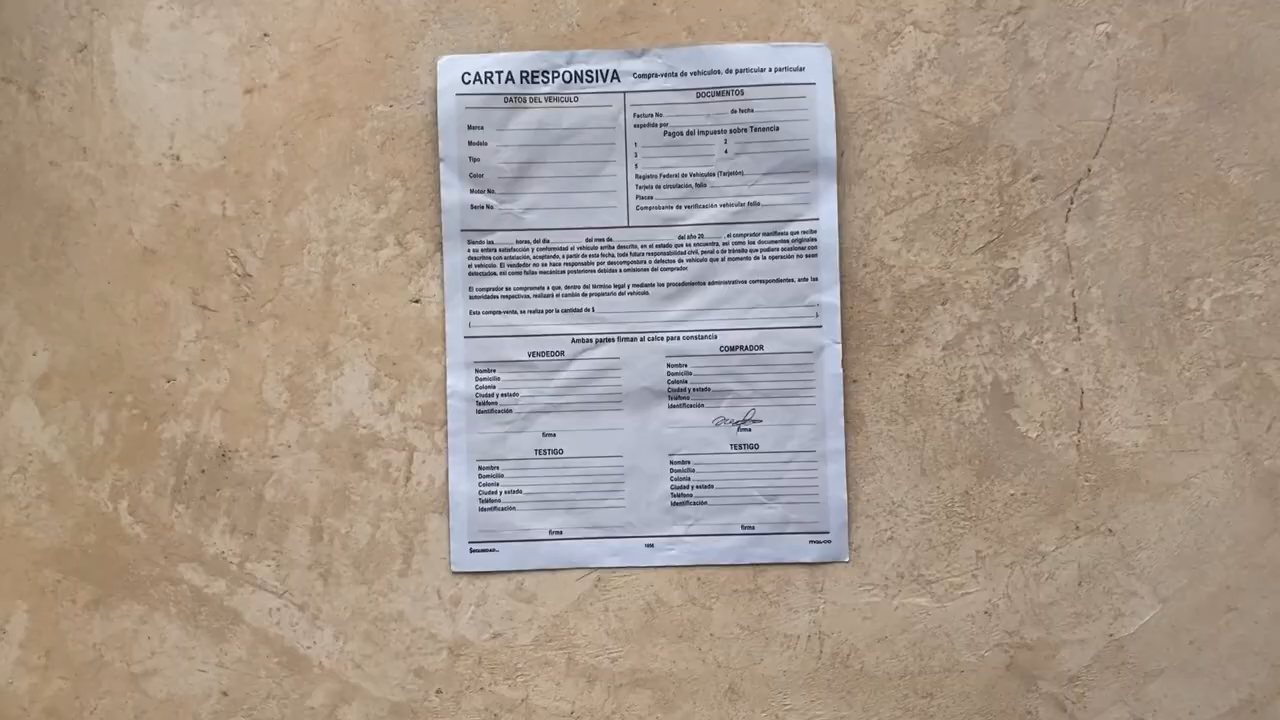 CARTA RESPONSIVA Compra-venta de vehículos, de particular a particular
DATOS DEL VEHICULO
Marca
Modelo
Tipo
Color
Motor No.
Serie No.
DOCUMENTOS
Factura No. de fecha
expedida por
Pagos del impuesto sobre Tenencia
1 2
3 4
5
Registro Federal de Vehículos (Tarjetón)
Tarjeta de circulación, folio
Placas
Comprobante de verificación vehicular folio
Siendo las horas, del día del mes de del año 20 , el comprador manifiesta que recibe
a su entera satisfacción y conformidad el vehículo arriba descrito, en el estado que se encuentra, así como los documentos originales
descritos con antelación, aceptando, a partir de esta fecha, toda futura responsabilidad civil, penal o de tránsito que pudiera ocasionar con
el vehículo. El vendedor no se hace responsable por descompostura o defectos de vehículo que al momento de la operación no sean
detectados, así como fallas mecánicas posteriores debidas a omisiones del comprador.
El comprador se compromete a que, dentro del término legal y mediante los procedimientos administrativos correspondientes, ante las
autoridades respectivas, realizará el cambio de propietario del vehículo.
Esta compra-venta, se realiza por la cantidad de $
( ).
Ambas partes firman al calce para constancia
VENDEDOR
Nombre
Domicilio
Colonia
Ciudad y estado
Teléfono
Identificación
firma
COMPRADOR
Nombre
Domicilio
Colonia
Ciudad y estado
Teléfono
Identificación
firma
TESTIGO
Nombre
Domicilio
Colonia
Ciudad y estado
Teléfono
Identificación
firma
TESTIGO
Nombre
Domicilio
Colonia
Ciudad y estado
Teléfono
Identificación
firma